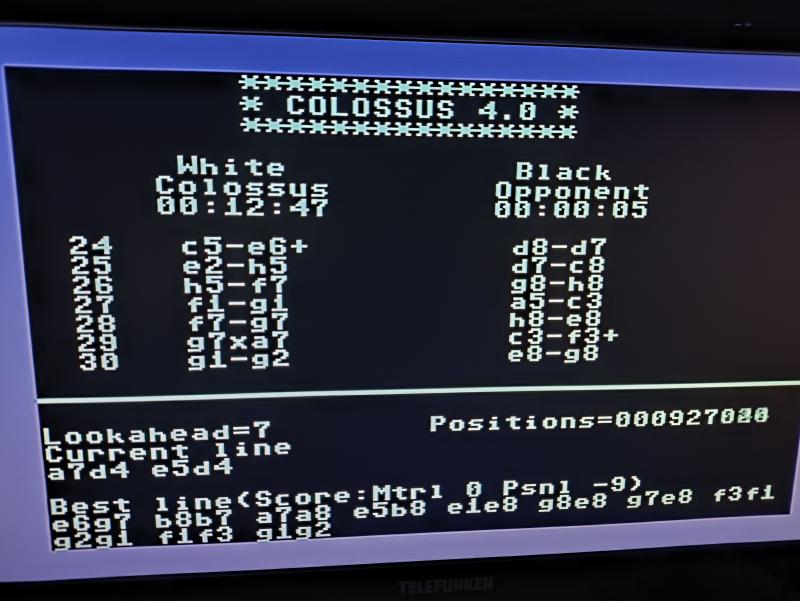 *****************
* COLOSSUS 4.0 *
*****************
White Black
Colossus Opponent
00:12:47 00:00:05
24 c5-e6+ d8-d7
25 e2-h5 d7-c8
26 h5-f7 g8-h8
27 f1-g1 a5-c3
28 f7-g7 h8-e8
29 g7xa7 c3-f3+
30 g1-g2 e8-g8
Lookahead=7 Positions=000927020
Current line
a7d4 e5d4
Best line(Score:Mtrl 0 Psnl -9)
e6g7 b8b7 a7a8 e5b8 e1e8 g8e8 g7e8 f3f1
g2g1 f1f3 g1g2
TELEFUNKEN